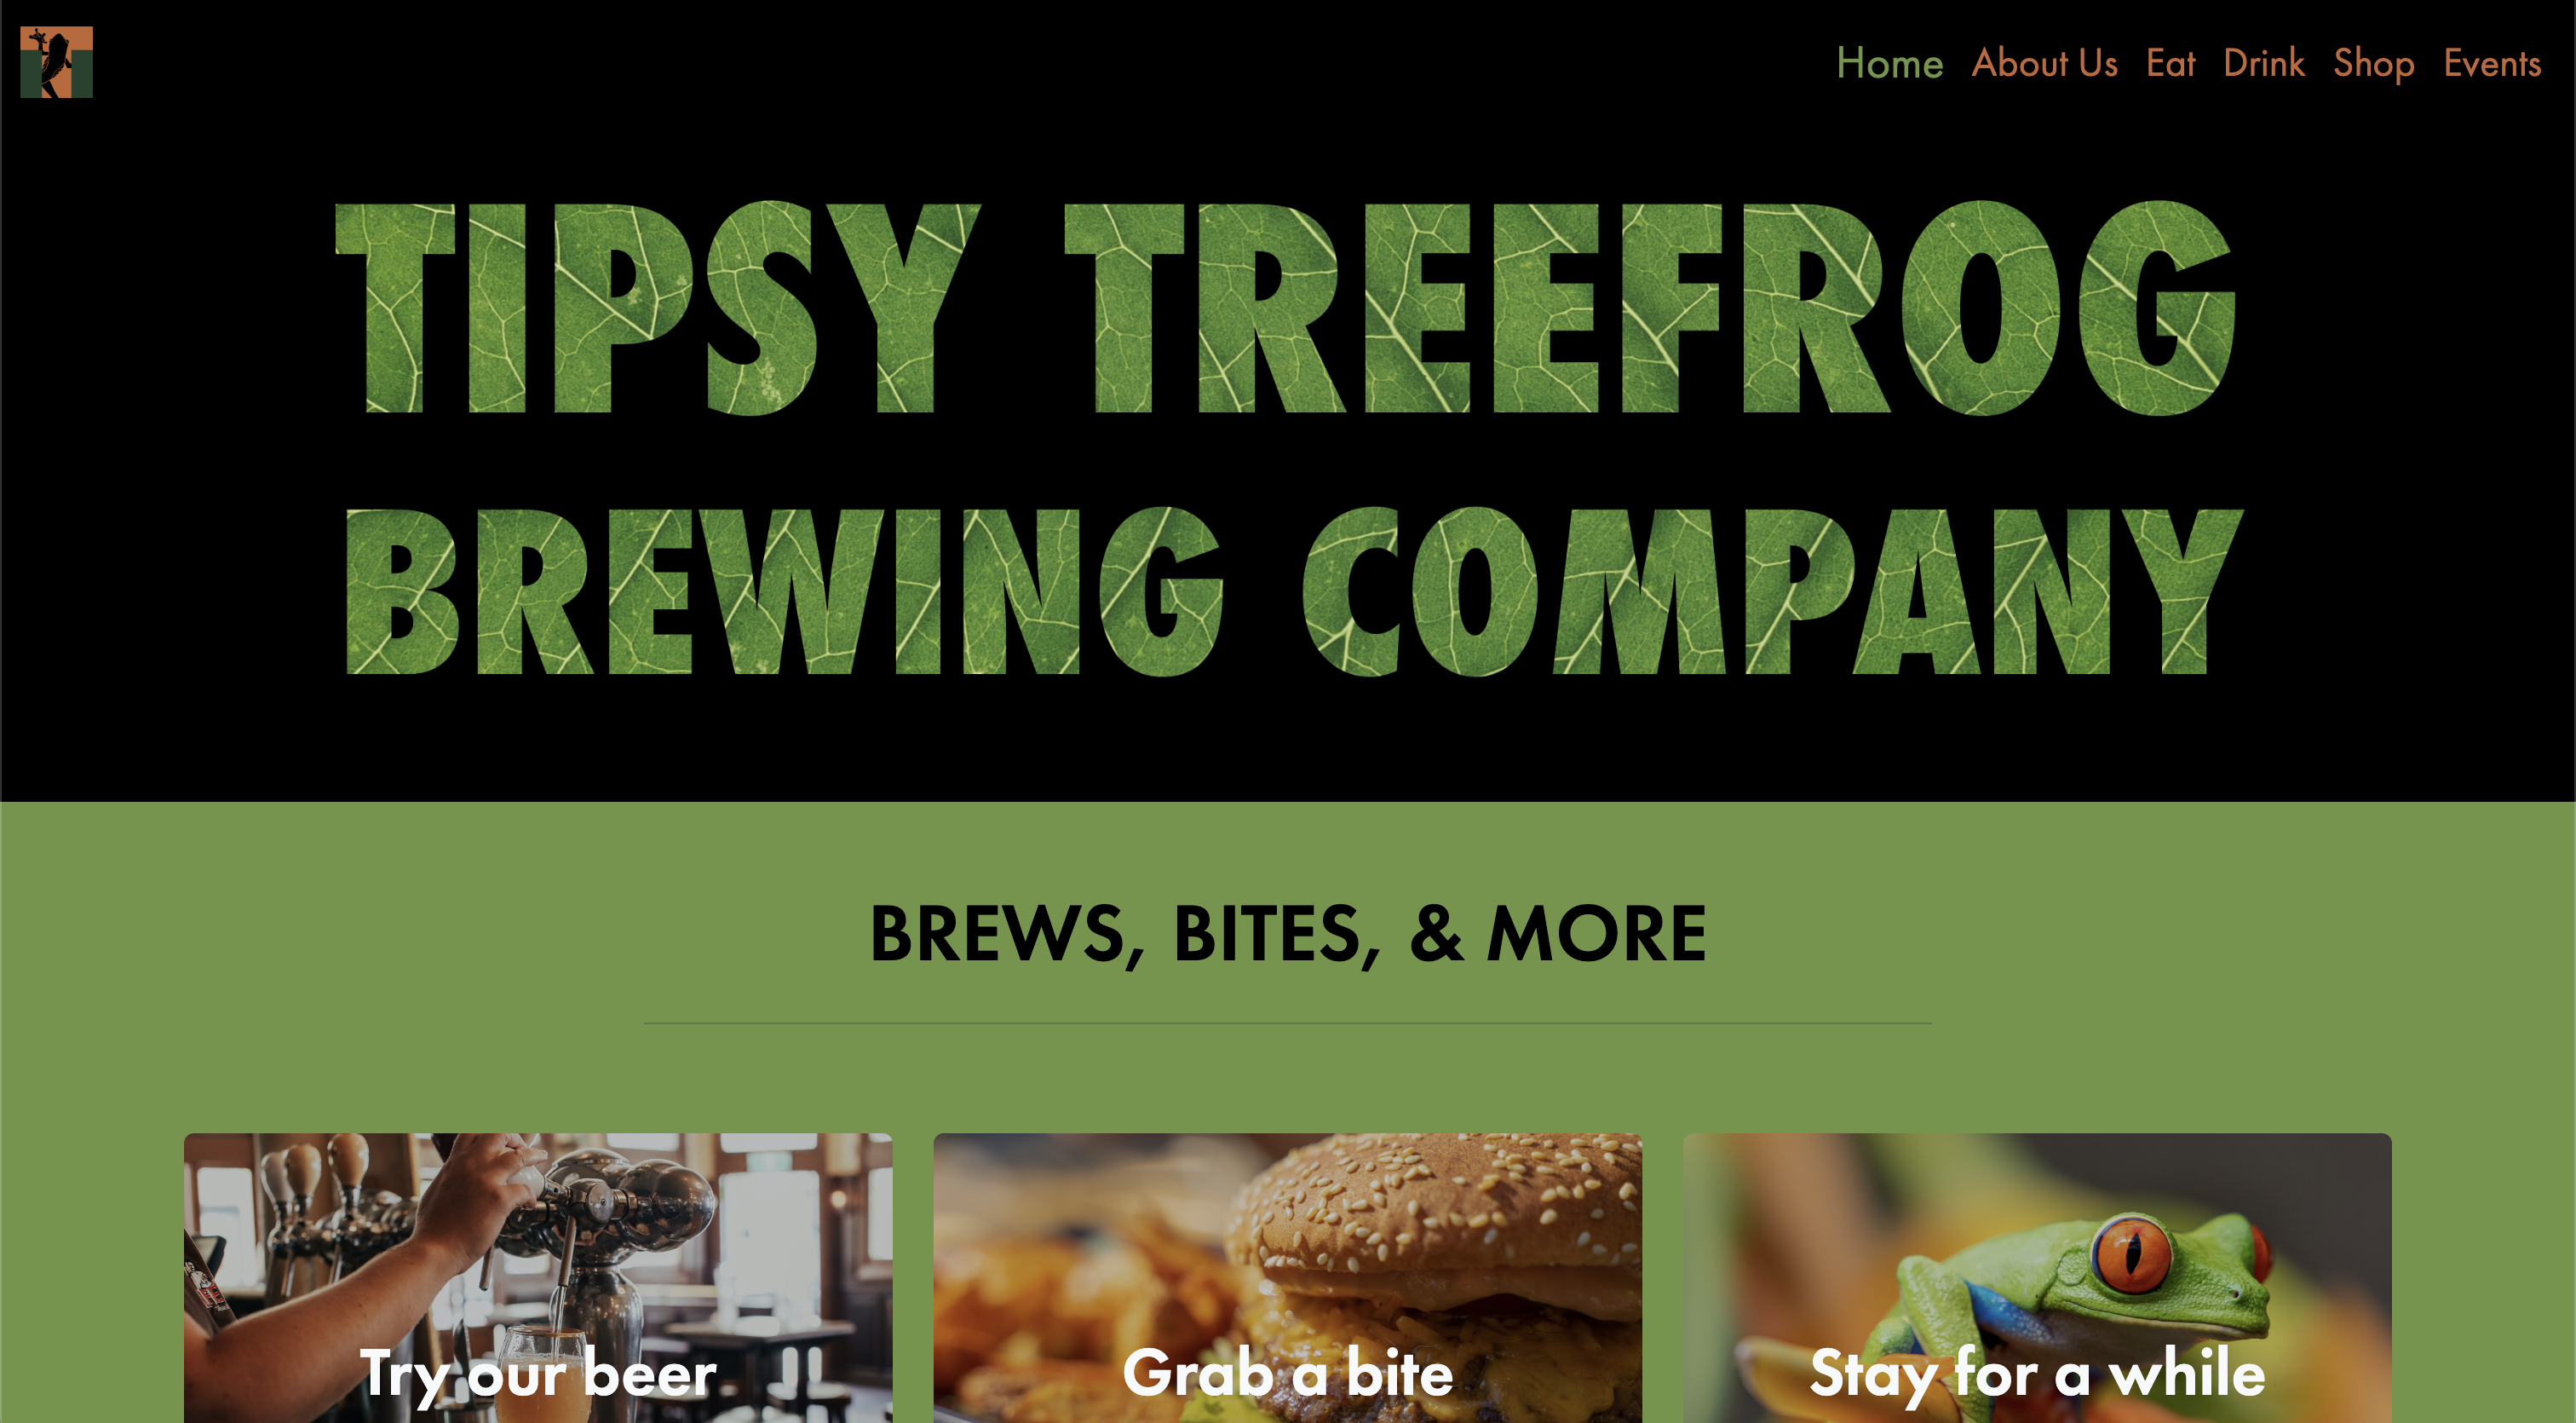 Home About Us Eat Drink Shop Events
TIPSY TREEFROG
BREWING COMPANY
BREWS, BITES, & MORE
Try our beer
Grab a bite
Stay for a while